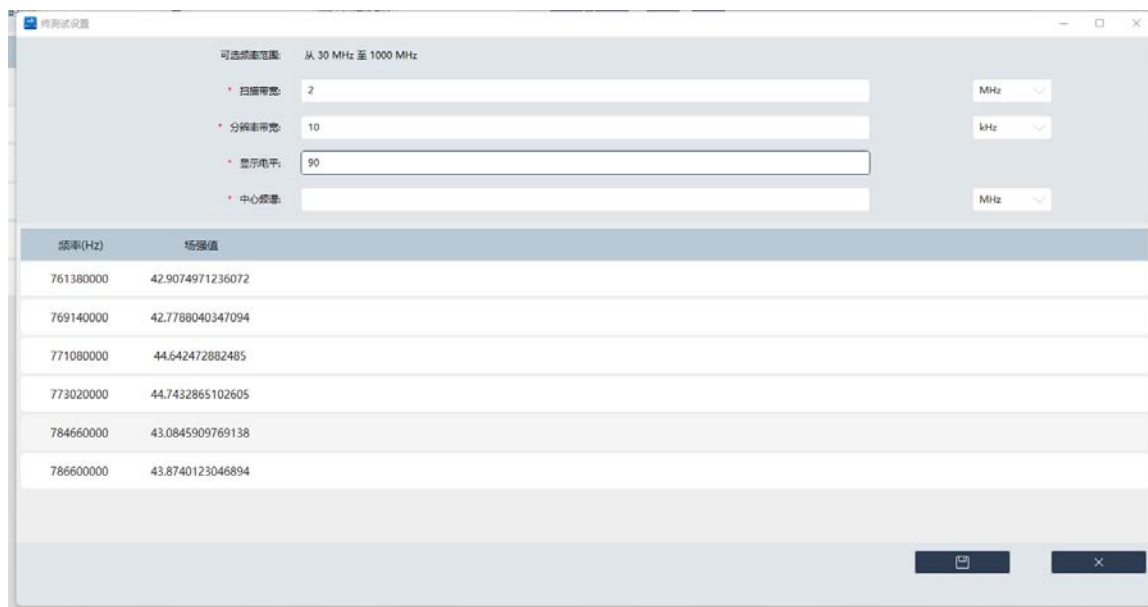 终测试设置
可选频率范围: 从 30 MHz 至 1000 MHz
* 扫描带宽: 2 MHz
* 分辨率带宽: 10 kHz
* 显示电平: 90
* 中心频谱: MHz
频率(Hz) 场强值
761380000 42.9074971236072
769140000 42.7788040347094
771080000 44.642472882485
773020000 44.7432865102605
784660000 43.0845909769138
786600000 43.8740123046894